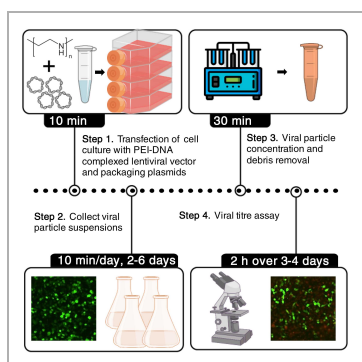 N
H
n
10 min
30 min
Step 1. Transfection of cell
culture with PEI-DNA
complexed lentiviral vector
and packaging plasmids
Step 3. Viral particle
concentration and
debris removal
Step 2. Collect viral
particle suspensions
Step 4. Viral titre assay
10 min/day, 2-6 days
2 h over 3-4 days